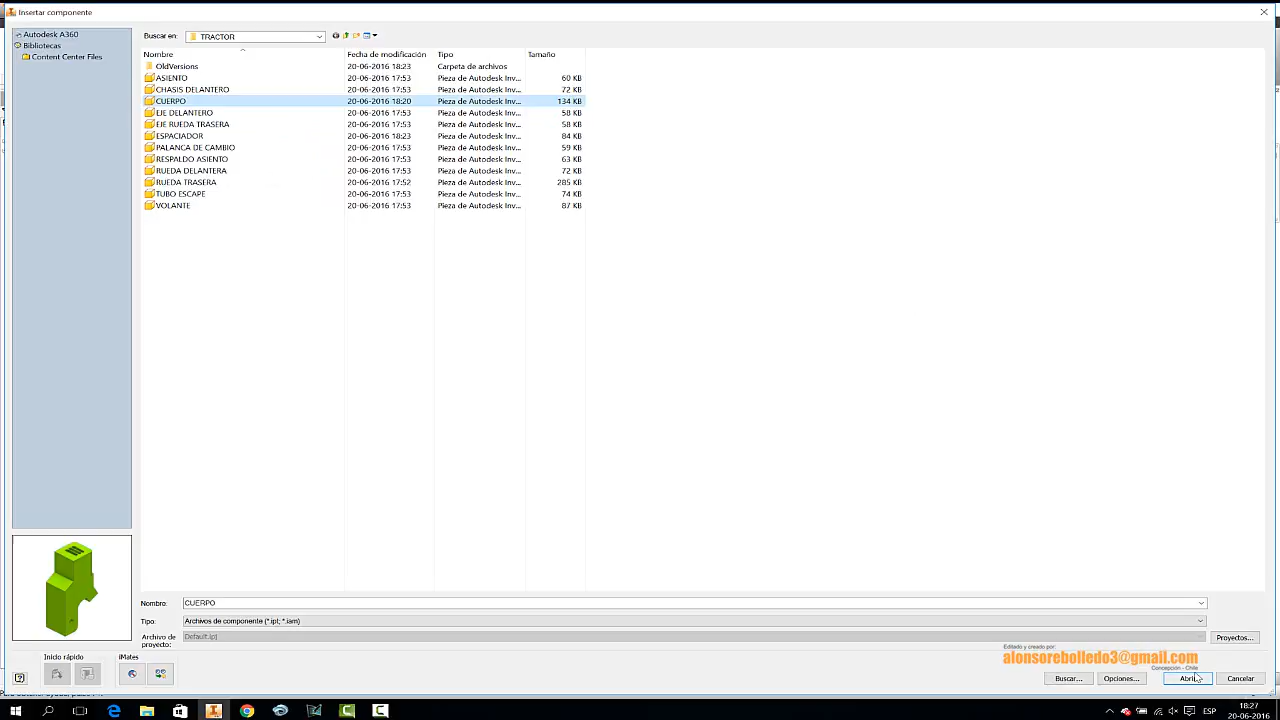 Insertar componente
Autodesk A360
Bibliotecas
Content Center Files
Buscar en:
TRACTOR
Nombre Fecha de modificación Tipo Tamaño
OldVersions 20-06-2016 18:23 Carpeta de archivos
ASIENTO 20-06-2016 17:53 Pieza de Autodesk Inv... 60 KB
CHASIS DELANTERO 20-06-2016 17:53 Pieza de Autodesk Inv... 72 KB
CUERPO 20-06-2016 18:20 Pieza de Autodesk Inv... 134 KB
EJE DELANTERO 20-06-2016 17:53 Pieza de Autodesk Inv... 58 KB
EJE RUEDA TRASERA 20-06-2016 17:53 Pieza de Autodesk Inv... 58 KB
ESPACIADOR 20-06-2016 18:23 Pieza de Autodesk Inv... 84 KB
PALANCA DE CAMBIO 20-06-2016 17:53 Pieza de Autodesk Inv... 59 KB
RESPALDO ASIENTO 20-06-2016 17:53 Pieza de Autodesk Inv... 63 KB
RUEDA DELANTERA 20-06-2016 17:53 Pieza de Autodesk Inv... 72 KB
RUEDA TRASERA 20-06-2016 17:52 Pieza de Autodesk Inv... 285 KB
TUBO ESCAPE 20-06-2016 17:53 Pieza de Autodesk Inv... 74 KB
VOLANTE 20-06-2016 17:53 Pieza de Autodesk Inv... 87 KB
Nombre: CUERPO
Tipo: Archivos de componente (*.ipt; *.iam)
Archivo de proyecto: Default.ipj
Proyectos...
Editado y creado por:
alonsorebolledo3@gmail.com
Concepción - Chile
Inicio rápido
iMates
Buscar...
Opciones...
Cancelar
ESP
18:27
20-06-2016